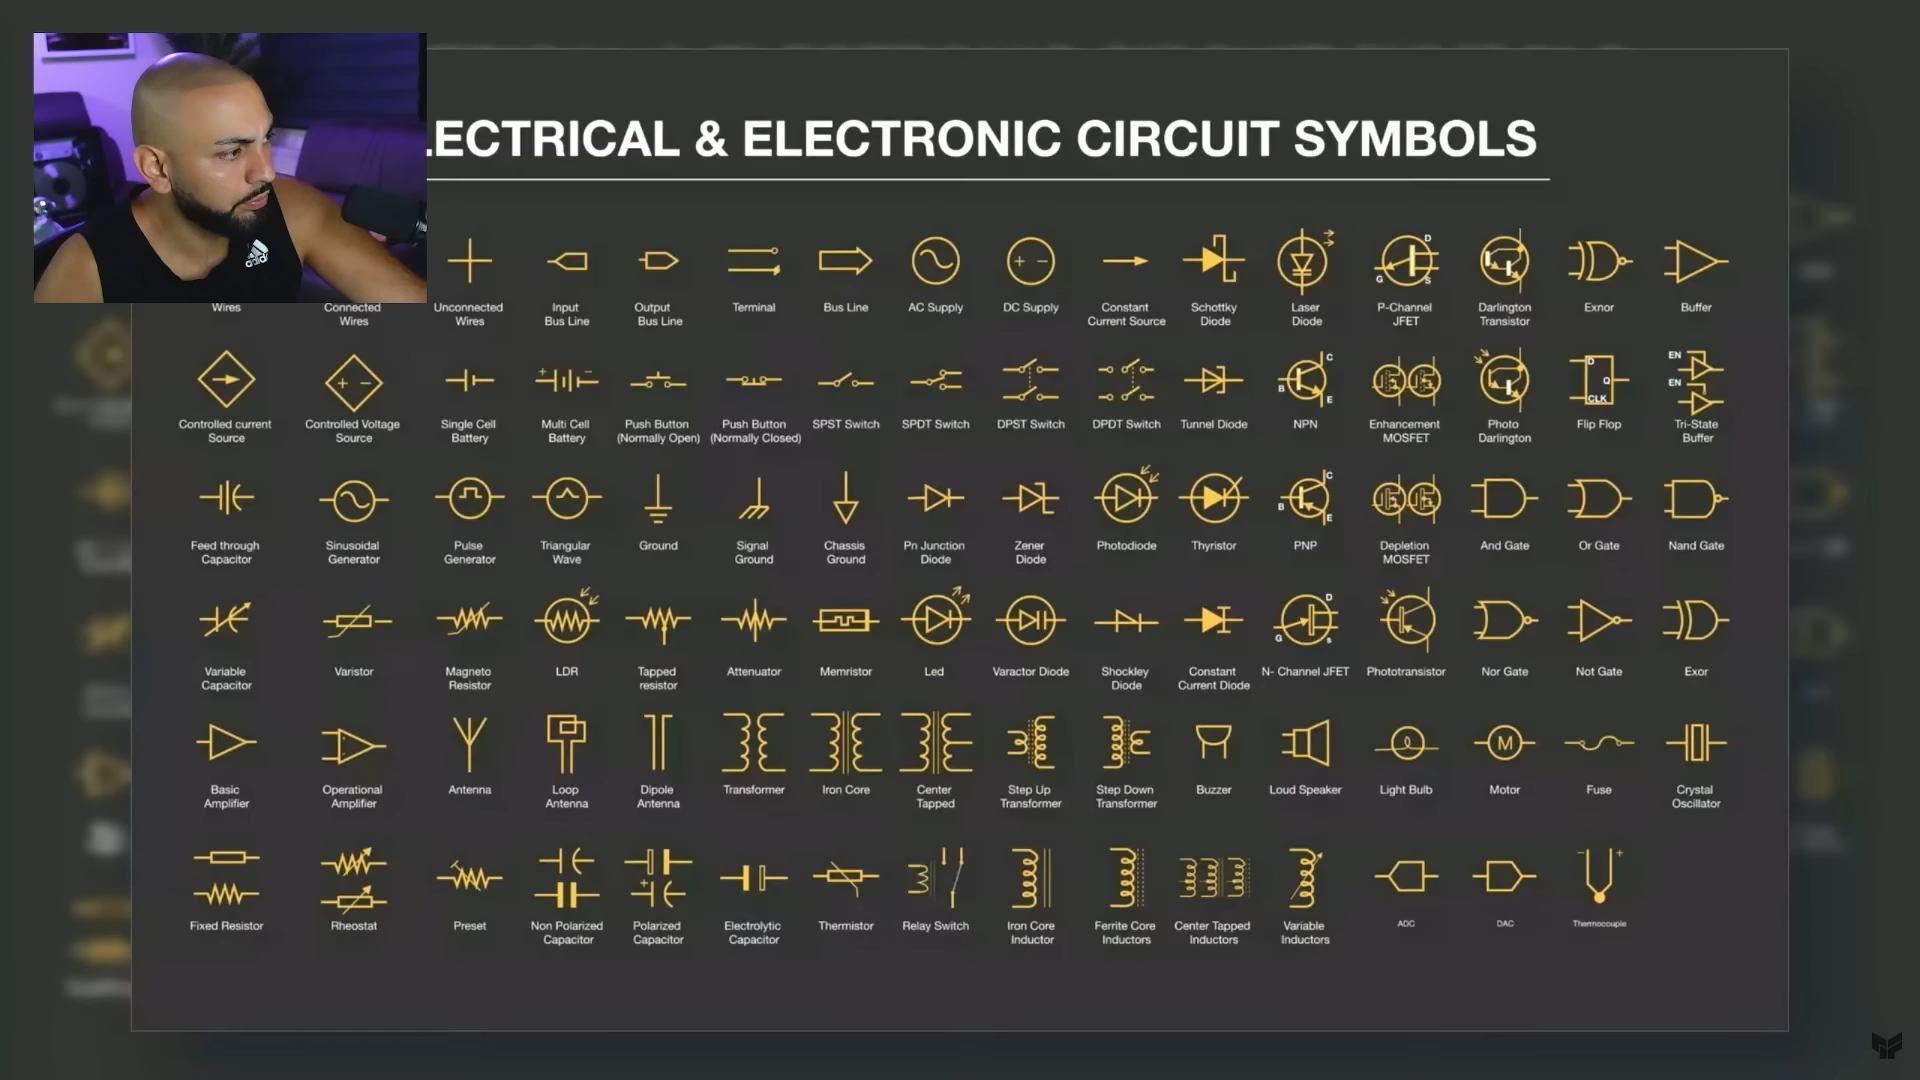 LECTRICAL & ELECTRONIC CIRCUIT SYMBOLS
adidas
Wires
Connected
Wires
Unconnected
Wires
Input
Bus Line
Output
Bus Line
Terminal
Bus Line
AC Supply
DC Supply
Constant
Current Source
Schottky
Diode
Laser
Diode
D
G
S
P-Channel
JFET
Darlington
Transistor
Exnor
Buffer
Controlled current
Source
Controlled Voltage
Source
Single Cell
Battery
Multi Cell
Battery
Push Button
(Normally Open)
Push Button
(Normally Closed)
SPST Switch
SPDT Switch
DPST Switch
DPDT Switch
Tunnel Diode
C
B
E
NPN
Enhancement
MOSFET
Photo
Darlington
D
Q
CLK
Flip Flop
EN
EN
Tri-State
Buffer
Feed through
Capacitor
Sinusoidal
Generator
Pulse
Generator
Triangular
Wave
Ground
Signal
Ground
Chassis
Ground
Pn Junction
Diode
Zener
Diode
Photodiode
Thyristor
C
B
E
PNP
Depletion
MOSFET
And Gate
Or Gate
Nand Gate
Variable
Capacitor
Varistor
Magneto
Resistor
LDR
Tapped
resistor
Attenuator
Memristor
Led
Varactor Diode
Shockley
Diode
Constant
Current Diode
D
G
S
N- Channel JFET
Phototransistor
Nor Gate
Not Gate
Exor
Basic
Amplifier
Operational
Amplifier
Antenna
Loop
Antenna
Dipole
Antenna
Transformer
Iron Core
Center
Tapped
Step Up
Transformer
Step Down
Transformer
Buzzer
Loud Speaker
Light Bulb
M
Motor
Fuse
Crystal
Oscillator
Fixed Resistor
Rheostat
Preset
Non Polarized
Capacitor
Polarized
Capacitor
Electrolytic
Capacitor
Thermistor
Relay Switch
Iron Core
Inductor
Ferrite Core
Inductors
Center Tapped
Inductors
Variable
Inductors
ADC
DAC
Thermocouple